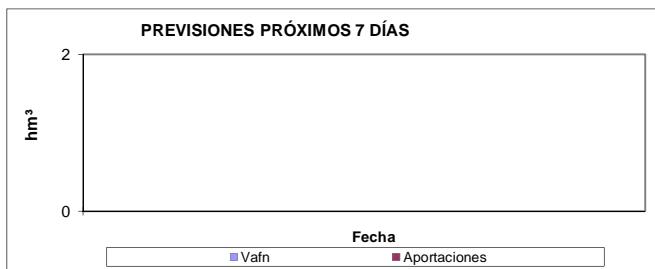 PREVISIONES PRÓXIMOS 7 DÍAS
2
hm³
0
Fecha
Vafn Aportaciones